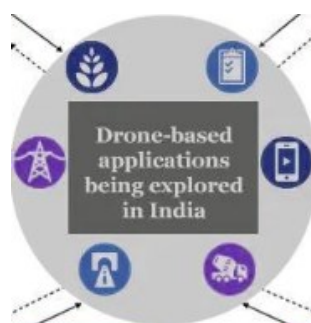 Drone-based
applications
being explored
in India